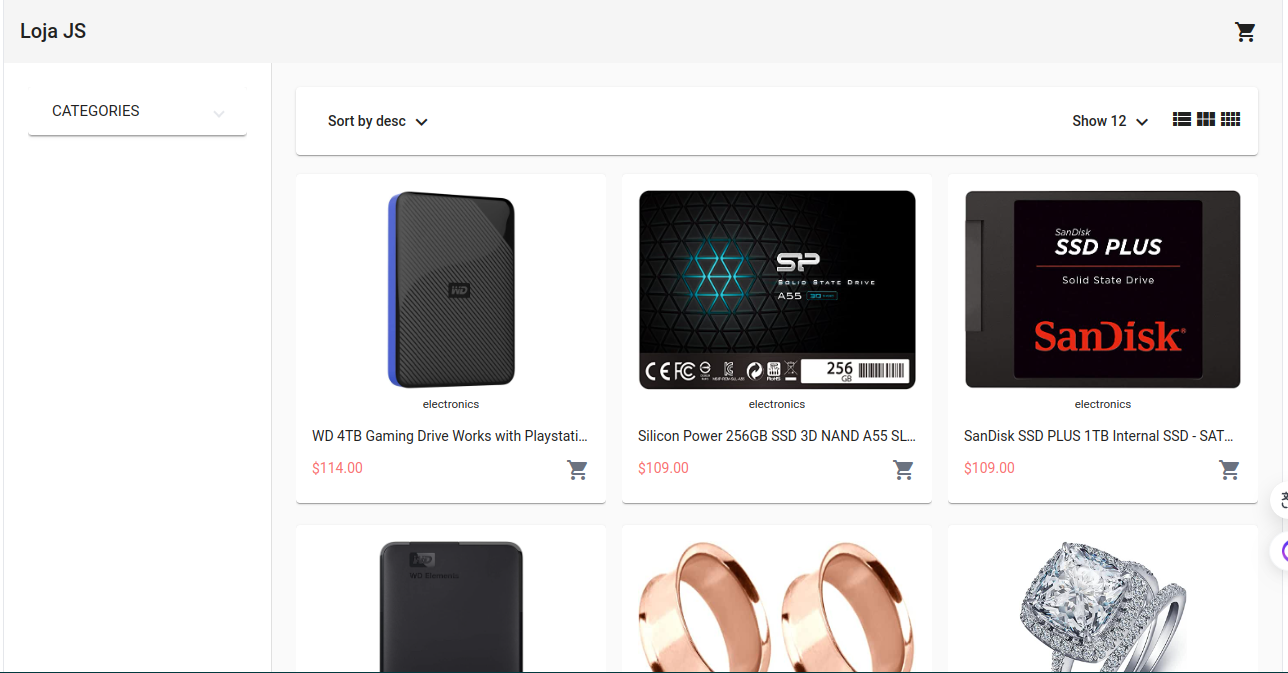 Loja JS
CATEGORIES
Sort by desc
Show 12
WD
SP
SOLID STATE DRIVE
A55
256
GB
RoHS
SanDisk
SSD PLUS
Solid State Drive
SanDisk®
electronics
electronics
electronics
WD 4TB Gaming Drive Works with Playstati...
Silicon Power 256GB SSD 3D NAND A55 SL...
SanDisk SSD PLUS 1TB Internal SSD - SAT...
$114.00
$109.00
$109.00
WD
WD Elements